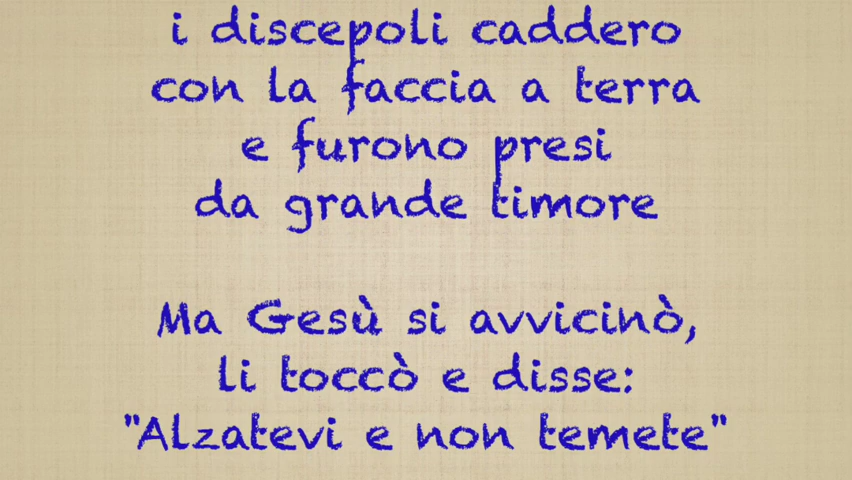 i discepoli caddero
con la faccia a terra
e furono presi
da grande timore
Ma Gesù si avvicinò,
li toccò e disse:
"Alzatevi e non temete"